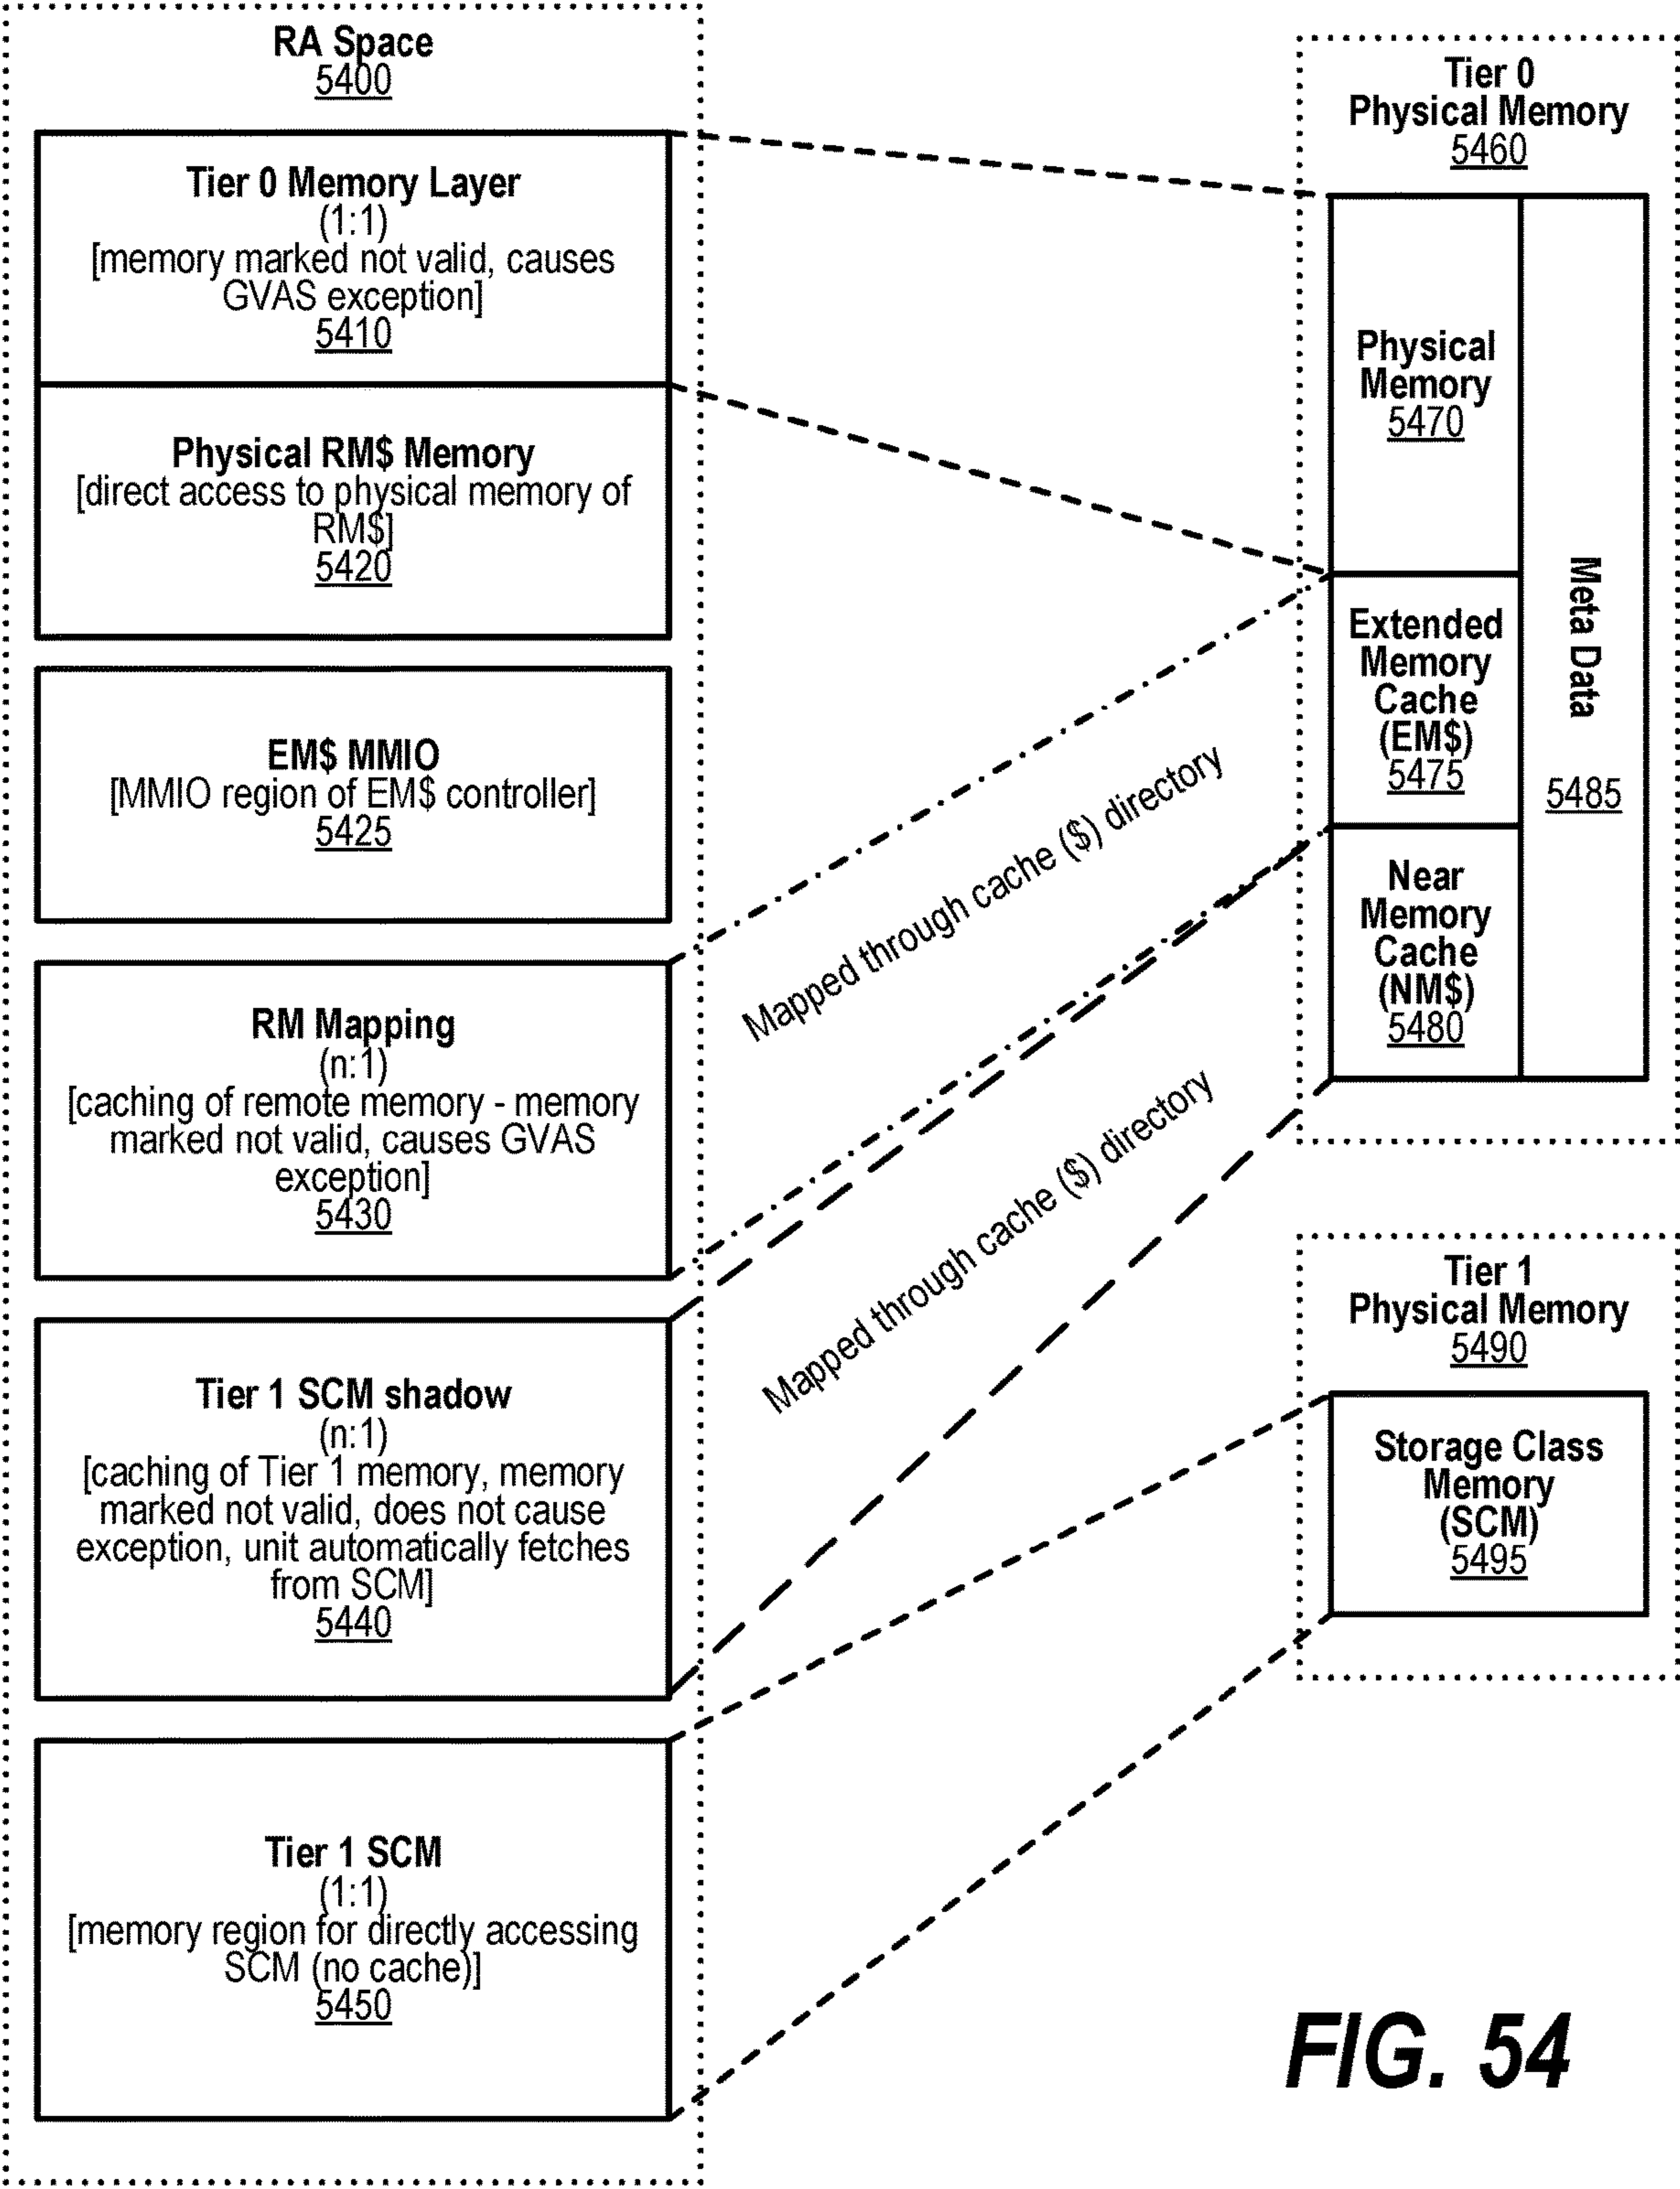 RA Space
5400
Tier 0 Memory Layer
(1:1)
[memory marked not valid, causes
GVAS exception]
5410
Physical RM$ Memory
[direct access to physical memory of
RM$]
5420
EM$ MMIO
[MMIO region of EM$ controller]
5425
RM Mapping
(n:1)
[caching of remote memory - memory
marked not valid, causes GVAS
exception]
5430
Tier 1 SCM shadow
(n:1)
[caching of Tier 1 memory, memory
marked not valid, does not cause
exception, unit automatically fetches
from SCM]
5440
Tier 1 SCM
(1:1)
[memory region for directly accessing
SCM (no cache)]
5450
Mapped through cache ($) directory
Mapped through cache ($) directory
Tier 0
Physical Memory
5460
Physical
Memory
5470
Extended
Memory
Cache
(EM$)
5475
Near
Memory
Cache
(NM$)
5480
Meta Data
5485
Tier 1
Physical Memory
5490
Storage Class
Memory
(SCM)
5495
FIG. 54